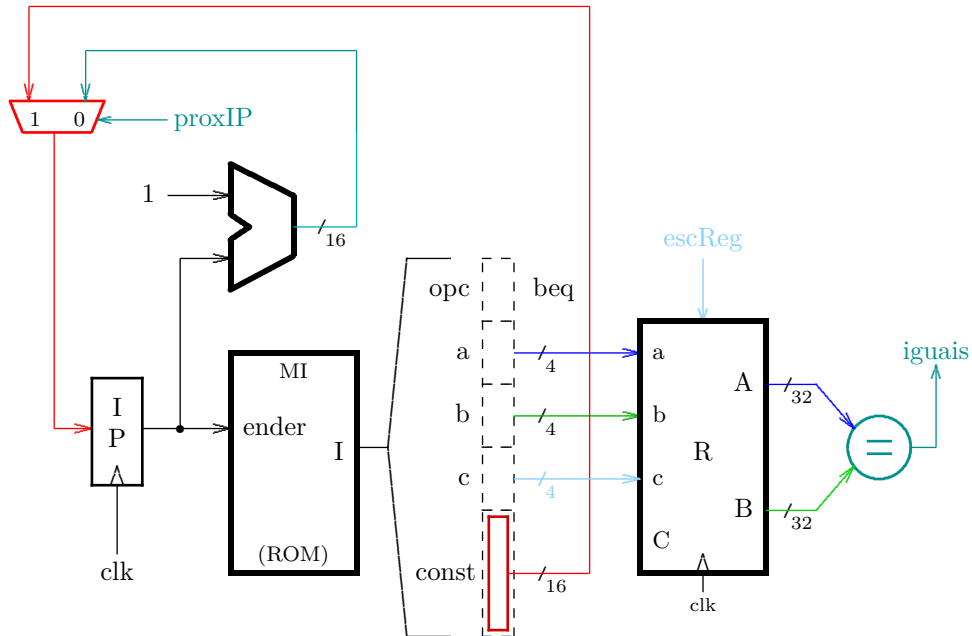 1 0
proxIP
1
16
escReg
opc beq
iguais
a 4 a
MI
A 32
I
P
ender
b 4 b
I
R
c 4 c
B 32
C
(ROM)
const 16
clk
clk
=